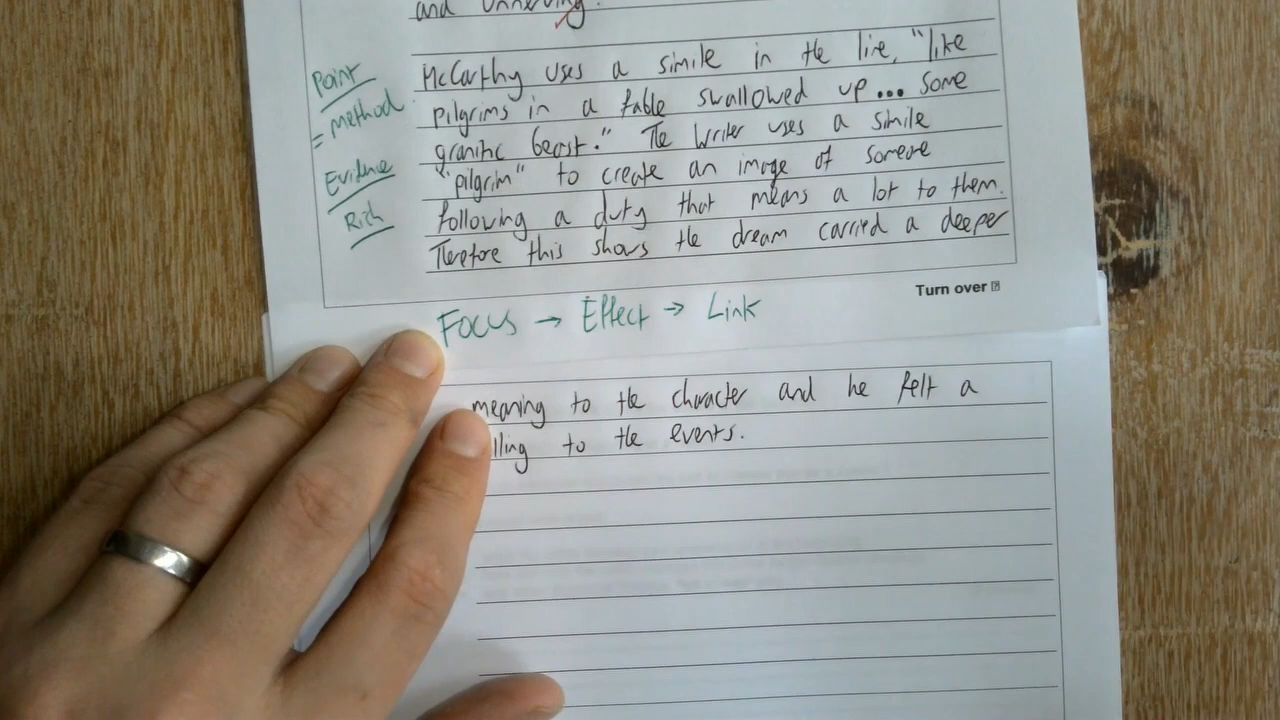 and unnerving.
Point
= method
Evidence
Rich
McCarthy uses a simile in the line, "like
pilgrims in a fable swallowed up... some
granitic beast." The writer uses a simile
"pilgrim" to create an image of someone
following a duty that means a lot to them.
Therefore this shows the dream carried a deeper
Turn over
Focus → Effect → Link
meaning to the character and he felt a
lling to the events.